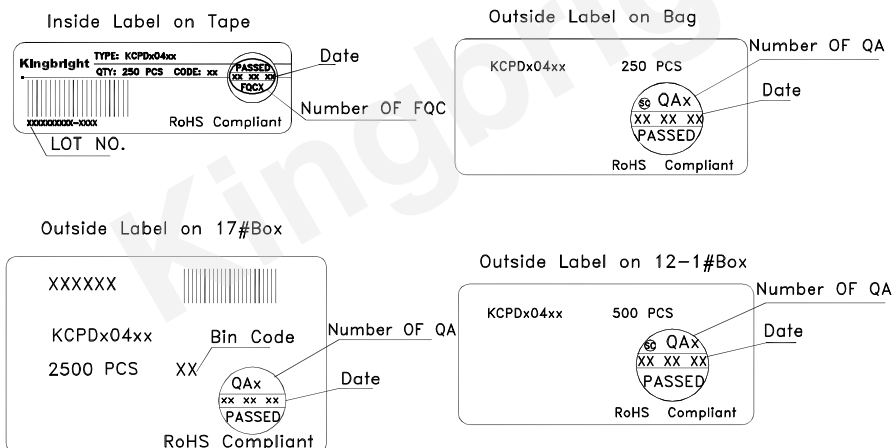 Inside Label on Tape
Kingbright
TYPE: KCPDx04xx
QTY: 250 PCS CODE: xx
PASSED
xx xx xx
FQCX
Date
Number OF FQC
xxxxxxxxxx-xxxx
RoHS Compliant
LOT NO.
Outside Label on Bag
KCPDx04xx 250 PCS
Number OF QA
Date
SC QAx
XX XX XX
PASSED
RoHS Compliant
Outside Label on 17#Box
XXXXXX
KCPDx04xx
Bin Code
2500 PCS XX
Number OF QA
Date
QAx
xx xx xx
PASSED
RoHS Compliant
Outside Label on 12-1#Box
KCPDx04xx 500 PCS
Number OF QA
Date
SC QAx
XX XX XX
PASSED
RoHS Compliant
Kingbrig